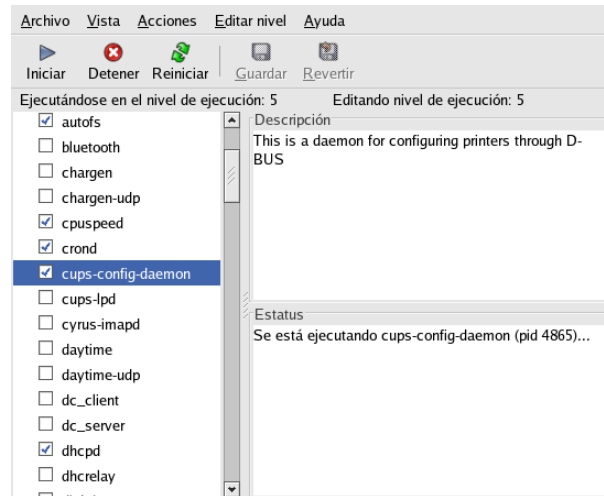 Archivo Vista Acciones Editar nivel Ayuda
Iniciar Detener Reiniciar Guardar Revertir
Ejecutándose en el nivel de ejecución: 5 Editando nivel de ejecución: 5
autofs
bluetooth
chargen
chargen-udp
cpuspeed
crond
cups-config-daemon
cups-lpd
cyrus-imapd
daytime
daytime-udp
dc_client
dc_server
dhcpd
dhcrelay
Descripción
This is a daemon for configuring printers through D-
BUS
Estatus
Se está ejecutando cups-config-daemon (pid 4865)...